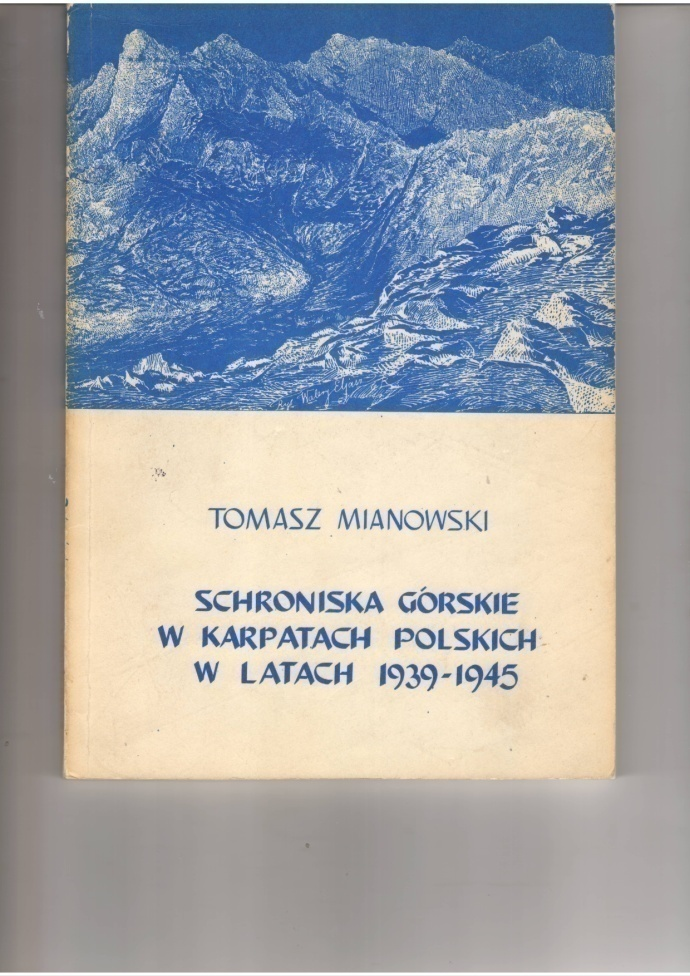 TOMASZ MIANOWSKI
SCHRONISKA GÓRSKIE
W KARPATACH POLSKICH
W LATACH 1939-1945